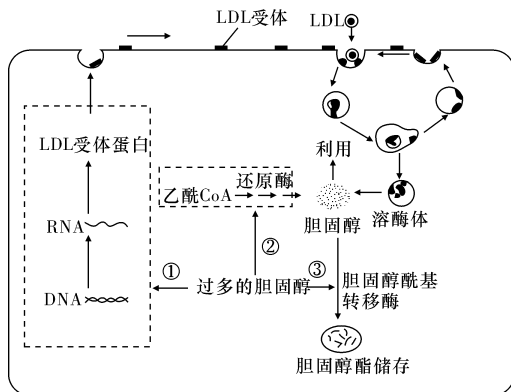 LDL受体
LDL
LDL受体蛋白
RNA
DNA
乙酰CoA
还原酶
利用
胆固醇
溶酶体
①
②
③
过多的胆固醇
胆固醇酰基
转移酶
胆固醇酯储存